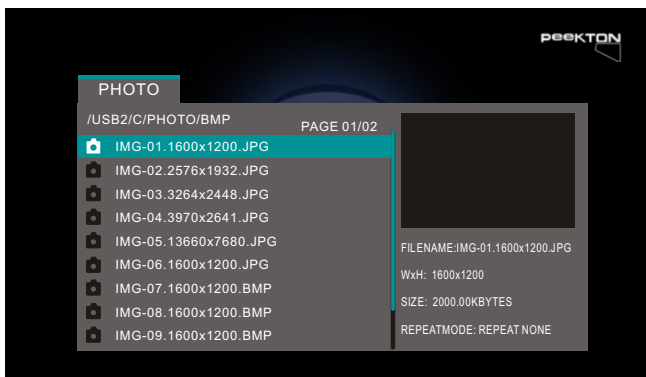 PEEKTON
PHOTO
/USB2/C/PHOTO/BMP PAGE 01/02
IMG-01.1600x1200.JPG
IMG-02.2576x1932.JPG
IMG-03.3264x2448.JPG
IMG-04.3970x2641.JPG
IMG-05.13660x7680.JPG
IMG-06.1600x1200.JPG
IMG-07.1600x1200.BMP
IMG-08.1600x1200.BMP
IMG-09.1600x1200.BMP
FILENAME:IMG-01.1600x1200.JPG
WxH: 1600x1200
SIZE: 2000.00KBYTES
REPEATMODE: REPEAT NONE